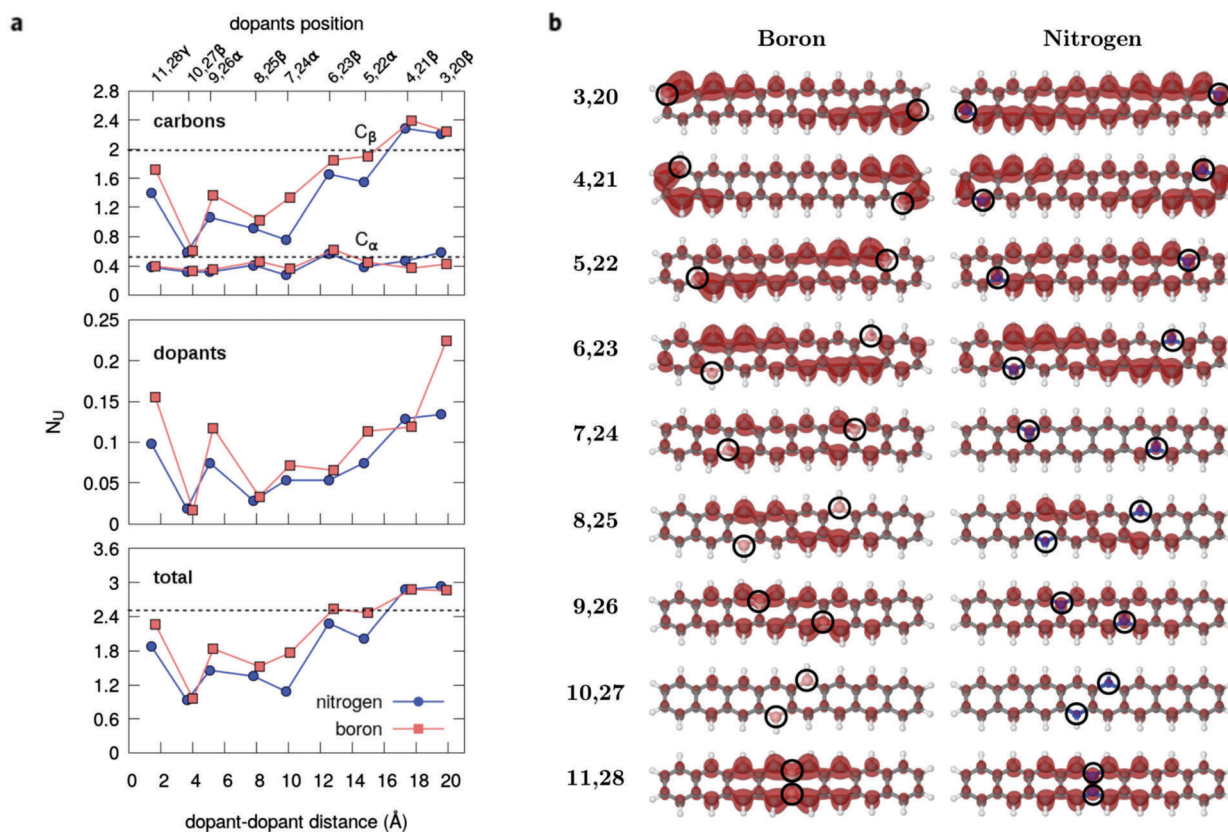 a
dopants position
11,28γ
10,27β
9,26α
8,25β
7,24α
6,23β
5,22α
4,21β
3,20β
2.8
2.4
2
1.6
1.2
0.8
0.4
0
carbons
Cβ
Cα
0.25
0.2
0.15
0.1
0.05
0
dopants
NU
3.6
3
2.4
1.8
1.2
0.6
0
total
nitrogen
boron
0 2 4 6 8 10 12 14 16 18 20
dopant-dopant distance (Å)
b
Boron Nitrogen
3,20
4,21
5,22
6,23
7,24
8,25
9,26
10,27
11,28